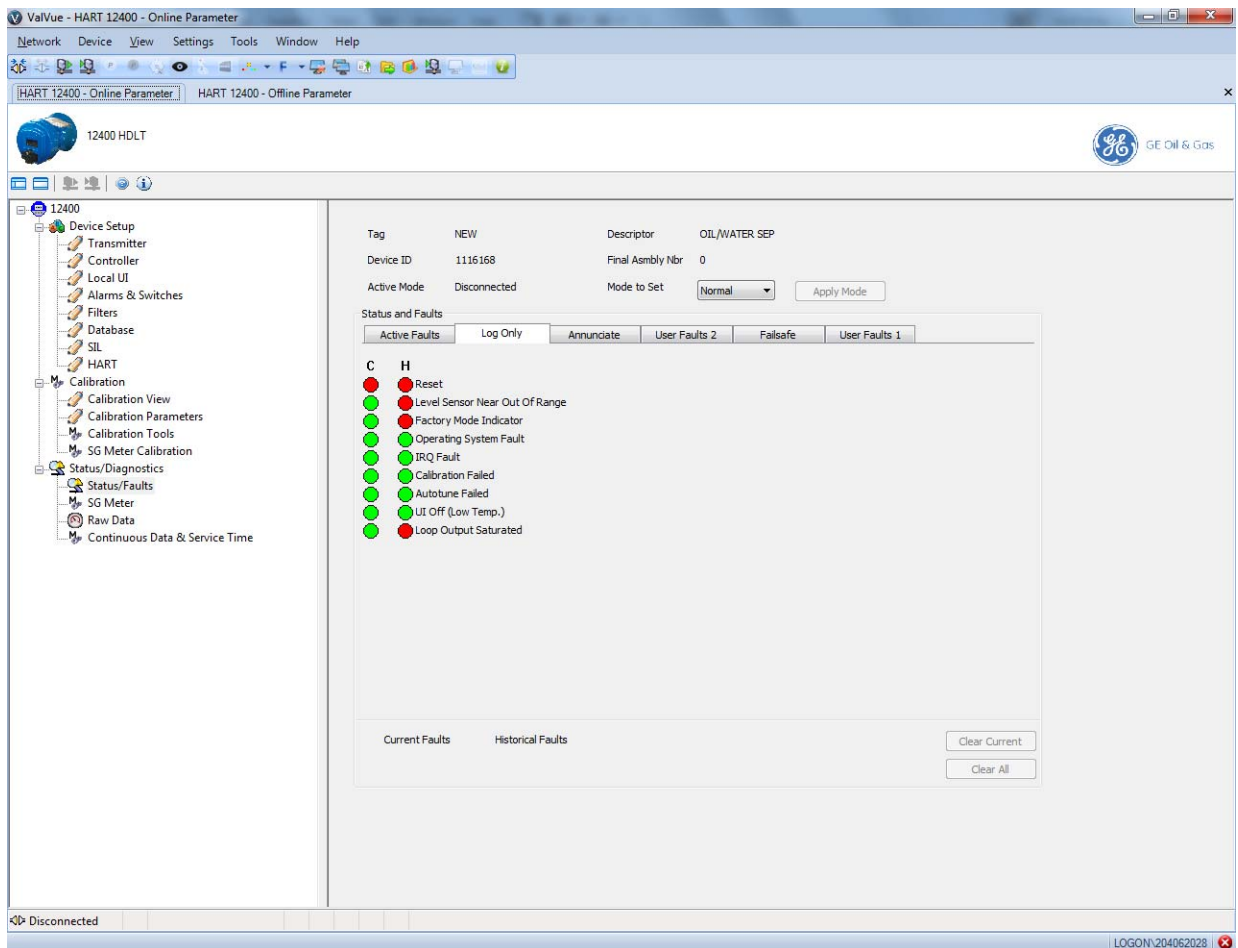 ValVue - HART 12400 - Online Parameter
Network Device View Settings Tools Window Help
F
HART 12400 - Online Parameter HART 12400 - Offline Parameter
12400 HDLT
GE Oil & Gas
12400
Device Setup
Transmitter
Controller
Local UI
Alarms & Switches
Filters
Database
SIL
HART
Calibration
Calibration View
Calibration Parameters
Calibration Tools
SG Meter Calibration
Status/Diagnostics
Status/Faults
SG Meter
Raw Data
Continuous Data & Service Time
Tag NEW Descriptor OIL/WATER SEP
Device ID 1116168 Final Asmbly Nbr 0
Active Mode Disconnected Mode to Set Normal Apply Mode
Status and Faults
Active Faults Log Only Annunciate User Faults 2 Failsafe User Faults 1
C H
Reset
Level Sensor Near Out Of Range
Factory Mode Indicator
Operating System Fault
IRQ Fault
Calibration Failed
Autotune Failed
UI Off (Low Temp.)
Loop Output Saturated
Current Faults Historical Faults Clear Current
Clear All
Disconnected
LOGON\204062028